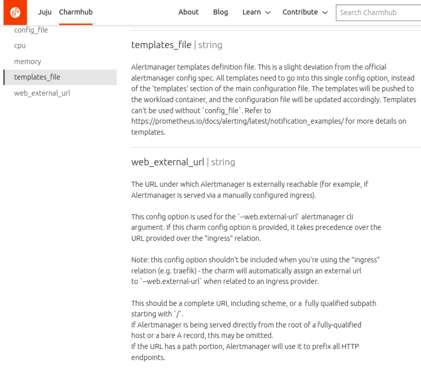 Juju Charmhub About Blog Learn Contribute Search Charmhub
config_file
cpu
memory
templates_file
web_external_url
templates_file | string
Alertmanager templates definition file. This is a slight deviation from the official
alertmanager config spec. All templates need to go into this single config option, instead
of the 'templates' section of the main configuration file. The templates will be pushed to
the workload container, and the configuration file will be updated accordingly. Templates
can't be used without `config_file`. Refer to
https://prometheus.io/docs/alerting/latest/notification_examples/ for more details on
templates.
web_external_url | string
The URL under which Alertmanager is externally reachable (for example, if
Alertmanager is served via a manually configured ingress).
This config option is used for the `--web.external-url` alertmanager cli
argument. If this charm config option is provided, it takes precedence over the
URL provided over the "ingress" relation.
Note: this config option shouldn't be included when you're using the "ingress"
relation (e.g. traefik) - the charm will automatically assign an external url
to `--web.external-url` when related to an ingress provider.
This should be a complete URI, including scheme, or a fully qualified subpath
starting with `/`.
If Alertmanager is being served directly from the root of a fully-qualified
host or a bare A record, this may be omitted.
If the URL has a path portion, Alertmanager will use it to prefix all HTTP
endpoints.